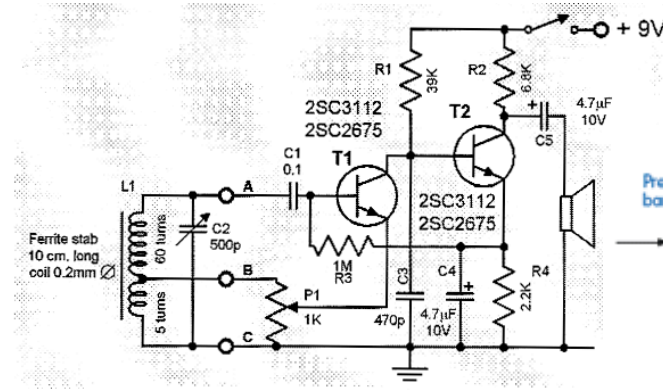 + 9V
R1
39K
R2
6.8K
4.7µF
10V
+
C5
T2
2SC3112
2SC2675
T1
C1
0.1
L1
A
2SC3112
2SC2675
Ferrite stab
10 cm. long
coil 0.2mm Ø
60 turns
C2
500p
1M
R3
B
5 turns
P1
1K
C3
470p
C4
+
4.7µF
10V
R4
2.2K
C
Pre